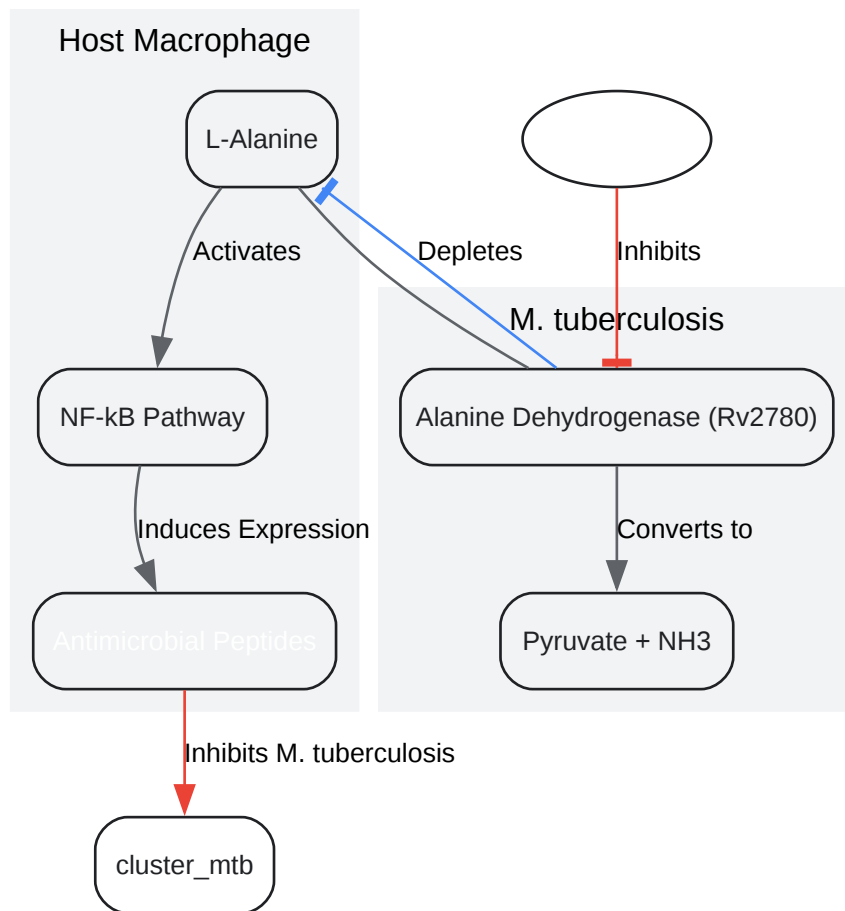 Host Macrophage
L-Alanine
Activates
Depletes
Inhibits
M. tuberculosis
NF-kB Pathway
Alanine Dehydrogenase (Rv2780)
Induces Expression
Converts to
Antimicrobial Peptides
Pyruvate + NH3
Inhibits M. tuberculosis
cluster_mtb